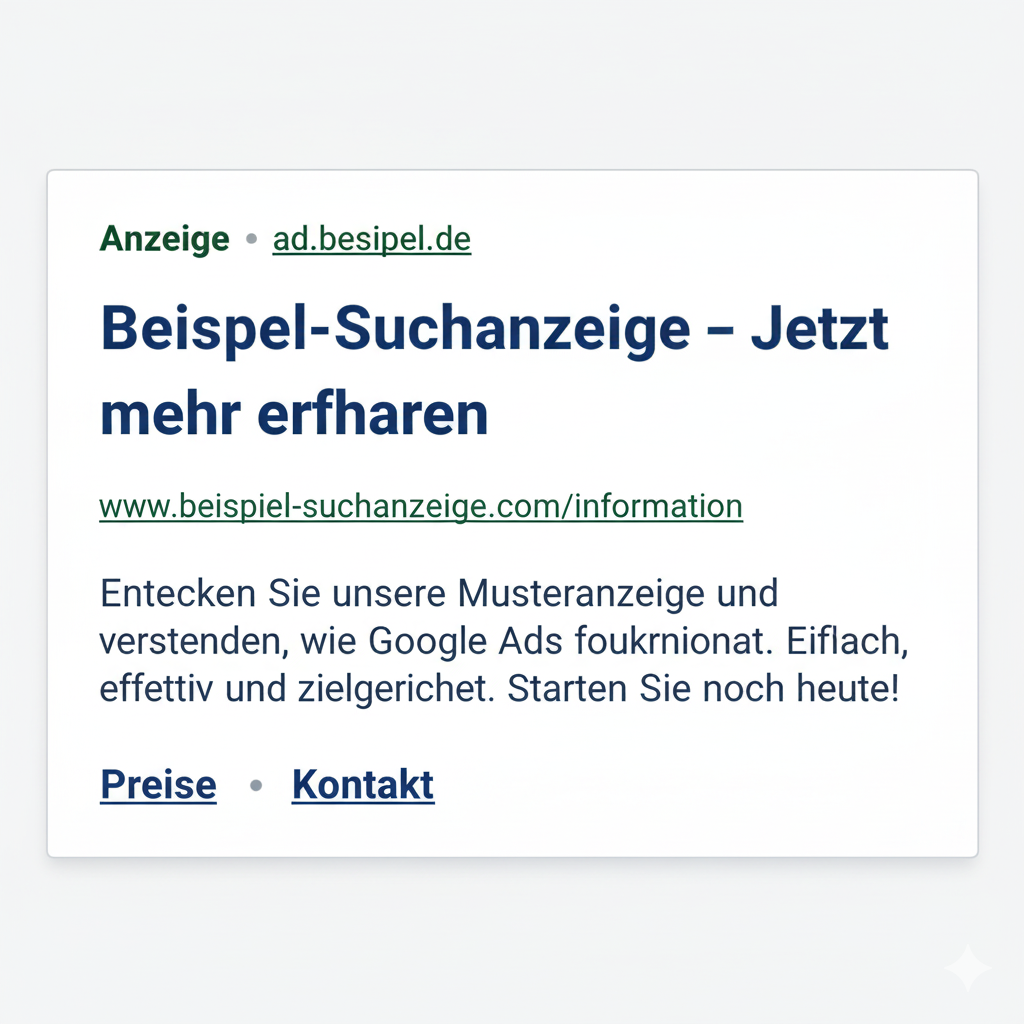 Anzeige • ad.besipel.de
Beispel-Suchanzeige – Jetzt
mehr erfharen
www.beispiel-suchanzeige.com/information
Entecken Sie unsere Musteranzeige und
verstenden, wie Google Ads foukrnionat. Eiflach,
effettiv und zielgerichet. Starten Sie noch heute!
Preise • Kontakt